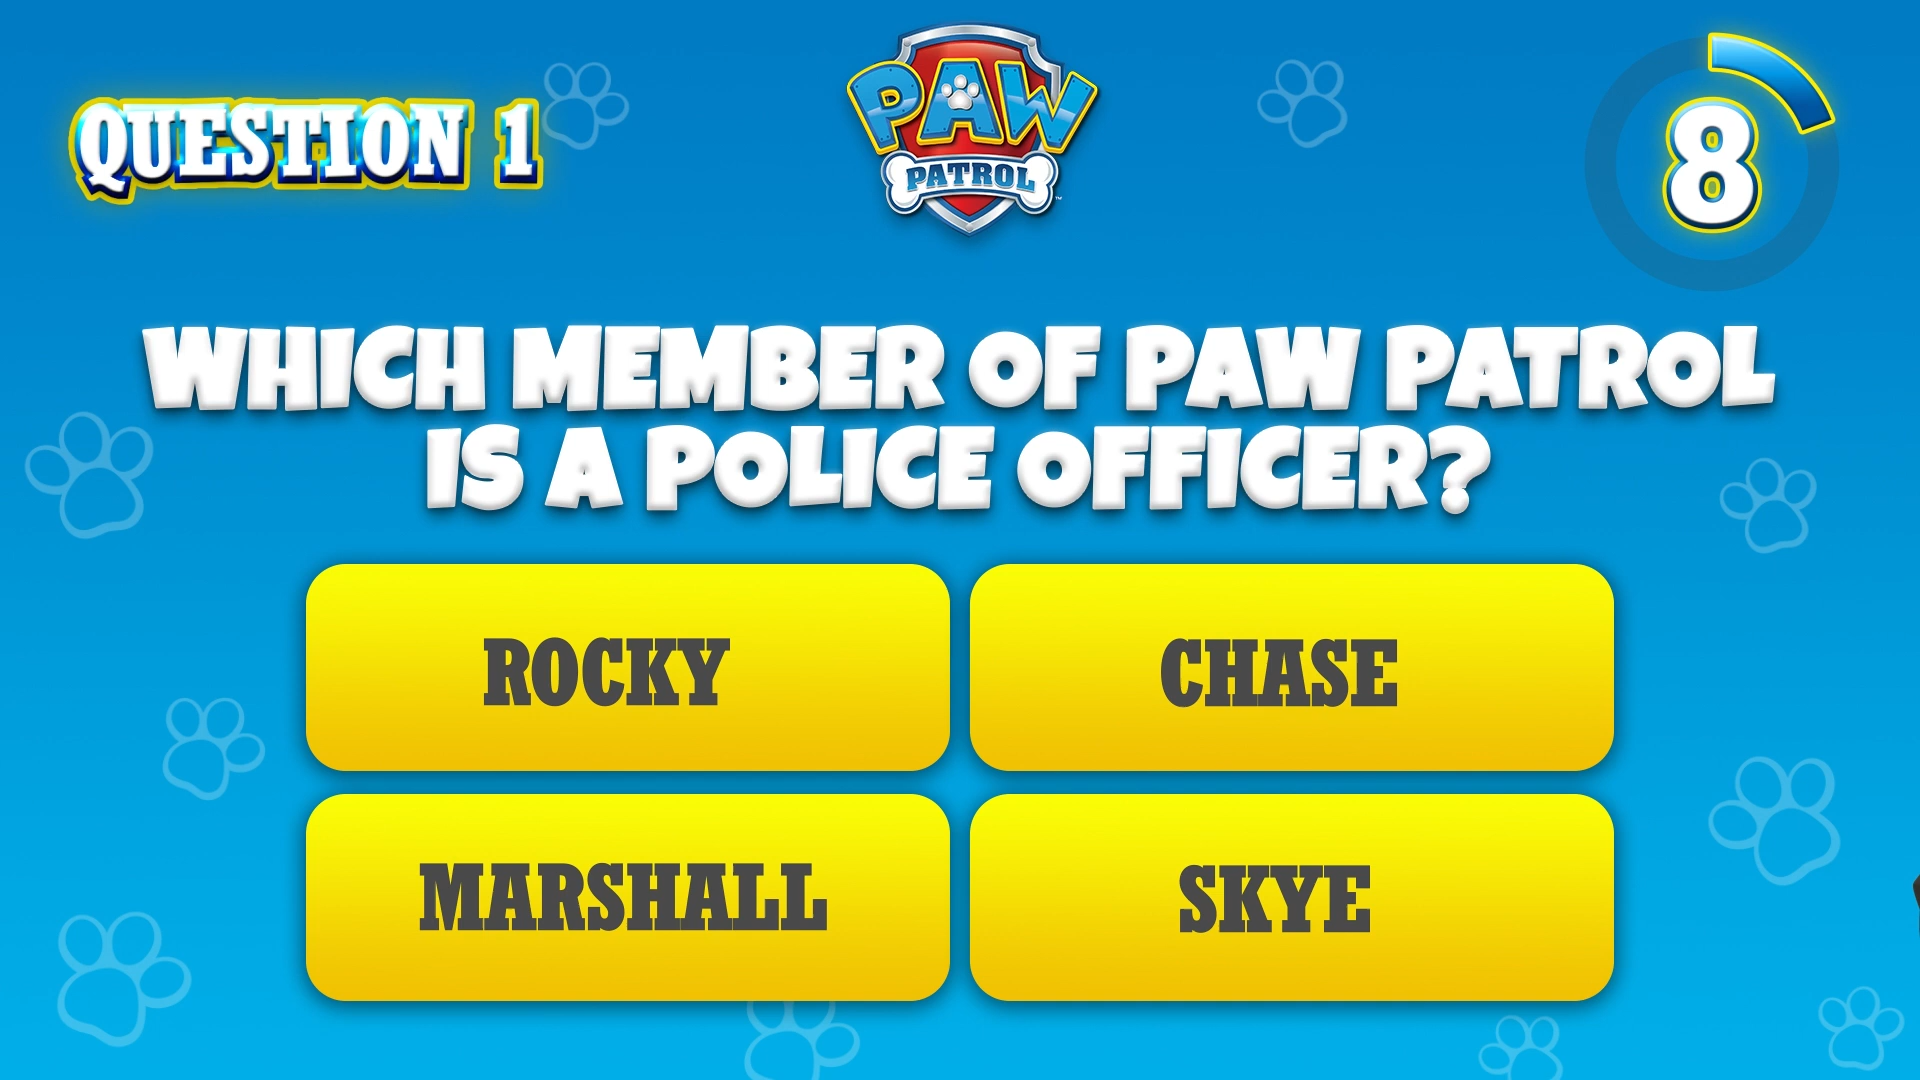 QUESTION 1
PAW
PATROL
8
WHICH MEMBER OF PAW PATROL
IS A POLICE OFFICER?
ROCKY
CHASE
MARSHALL
SKYE